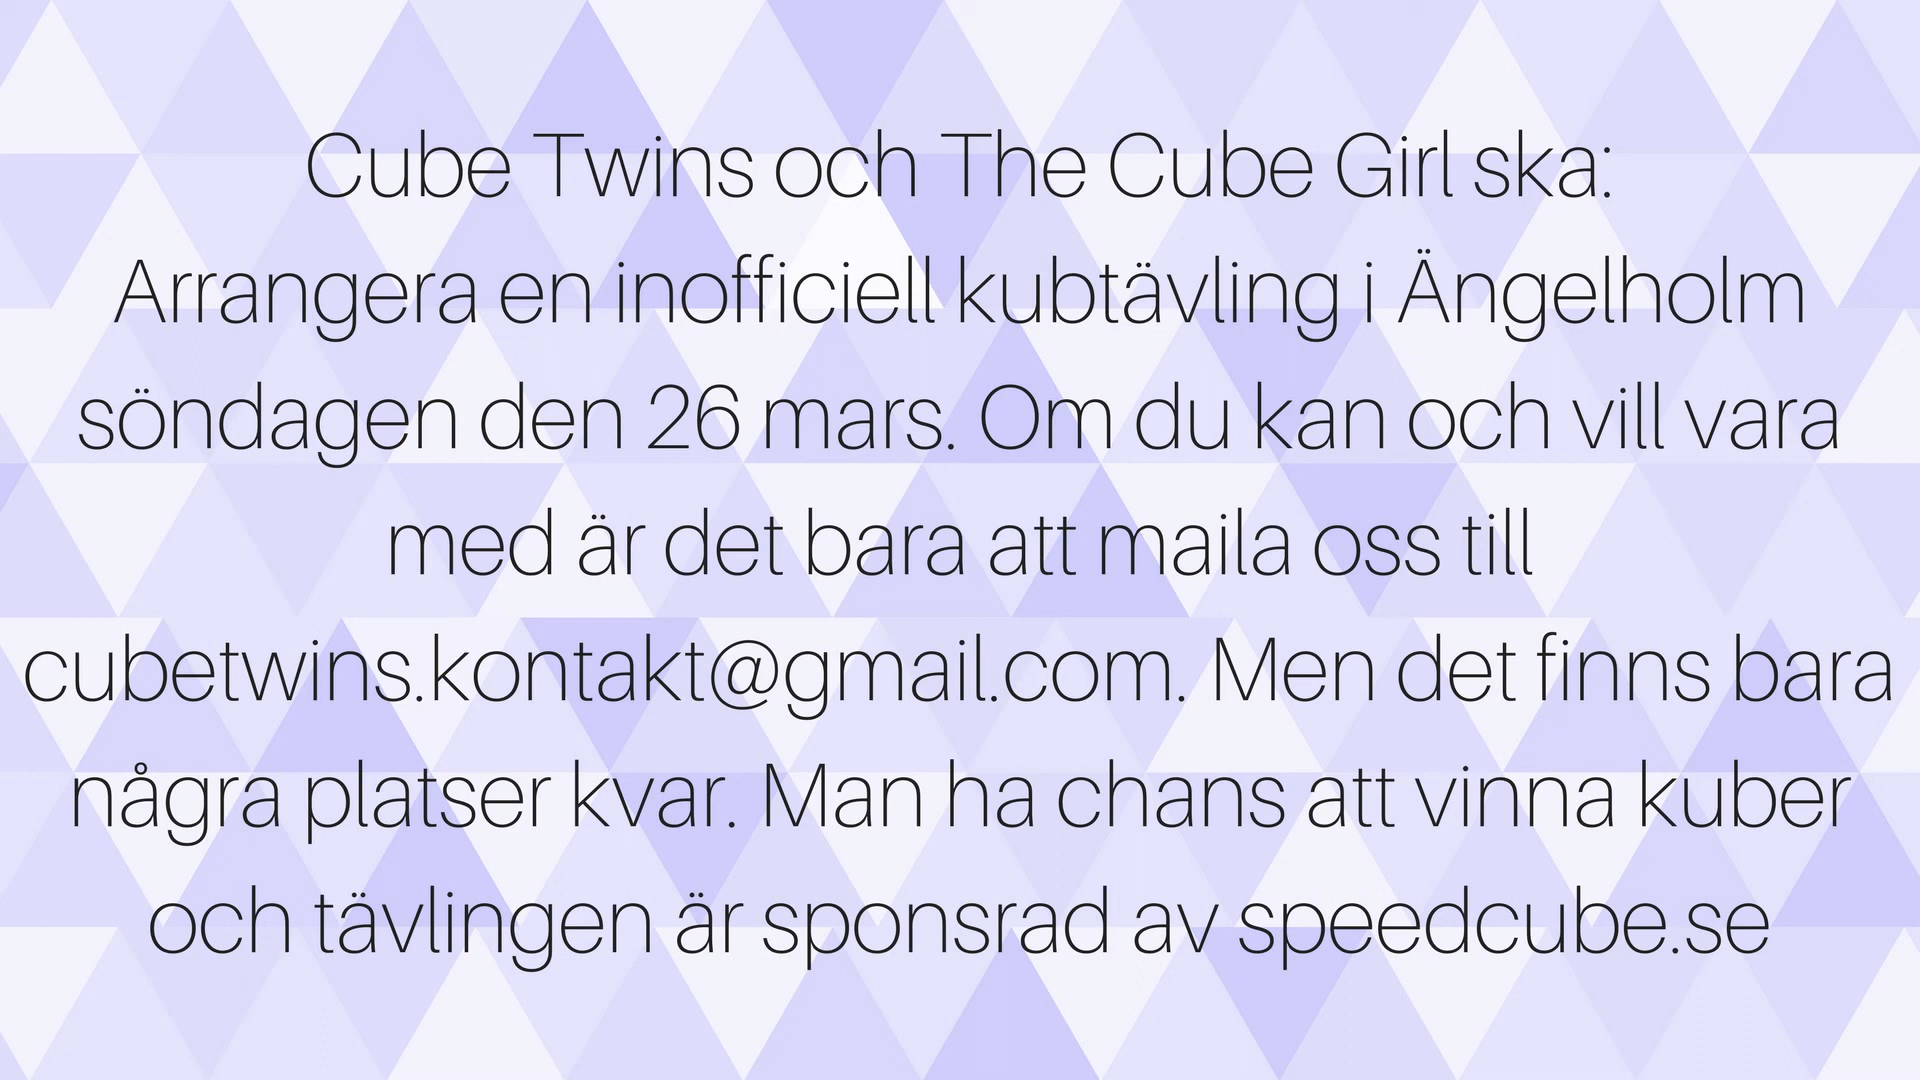 Cube Twins och The Cube Girl ska:
Arrangera en inofficiell kubtävling i Ängelholm
söndagen den 26 mars. Om du kan och vill vara
med är det bara att maila oss till
cubetwins.kontakt@gmail.com. Men det finns bara
några platser kvar. Man ha chans att vinna kuber
och tävlingen är sponsrad av speedcube.se